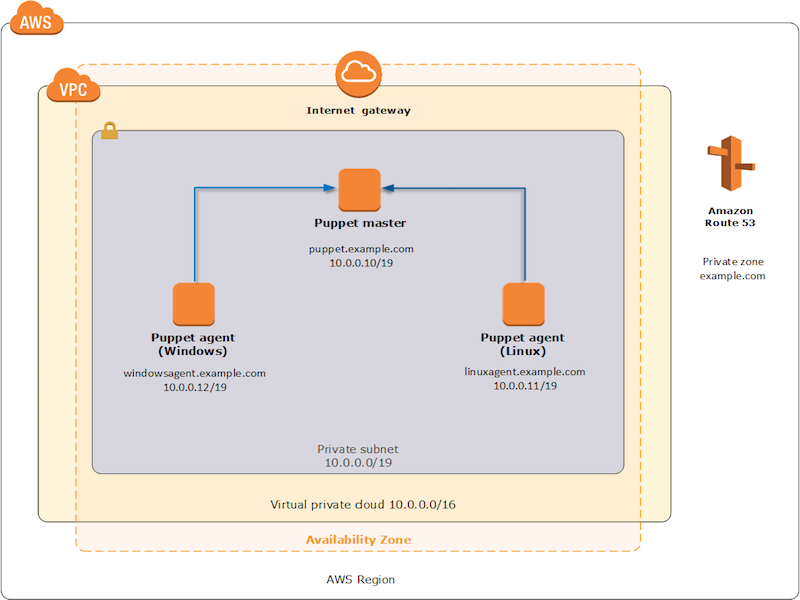 AWS
VPC
Internet gateway
Puppet master
puppet.example.com
10.0.0.10/19
Amazon
Route 53
Private zone
example.com
Puppet agent
(Windows)
windowsagent.example.com
10.0.0.12/19
Puppet agent
(Linux)
linuxagent.example.com
10.0.0.11/19
Private subnet
10.0.0.0/19
Virtual private cloud 10.0.0.0/16
Availability Zone
AWS Region